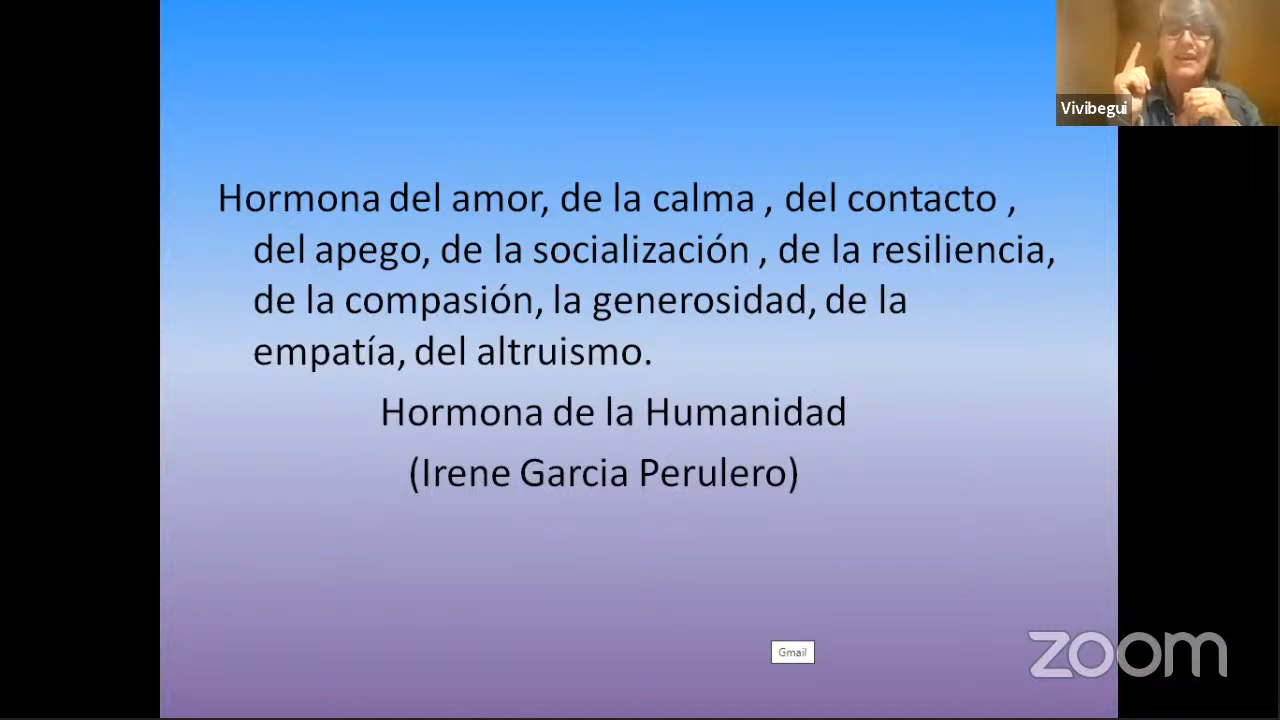 Vivibegui
Hormona del amor, de la calma , del contacto ,
del apego, de la socialización , de la resiliencia,
de la compasión, la generosidad, de la
empatía, del altruismo.
Hormona de la Humanidad
(Irene Garcia Perulero)
Gmail
zoom